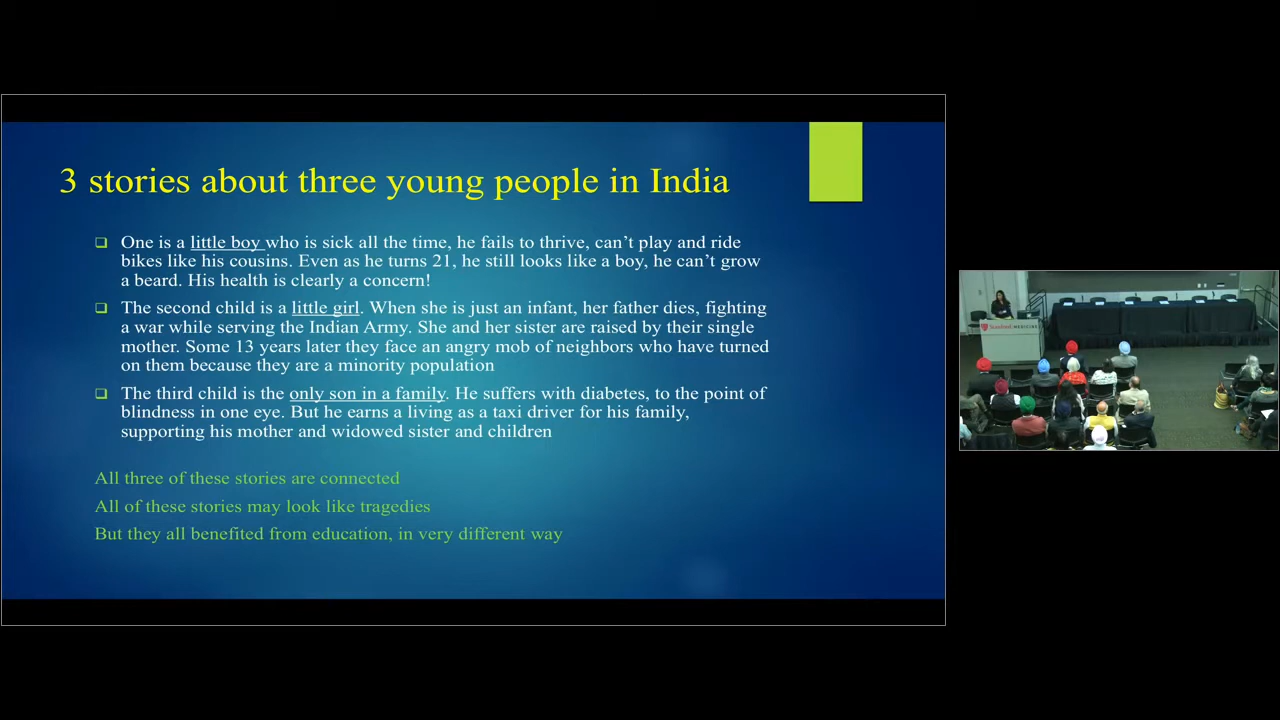 3 stories about three young people in India
One is a little boy who is sick all the time, he fails to thrive, can't play and ride
bikes like his cousins. Even as he turns 21, he still looks like a boy, he can't grow
a beard. His health is clearly a concern!
The second child is a little girl. When she is just an infant, her father dies, fighting
a war while serving the Indian Army. She and her sister are raised by their single
mother. Some 13 years later they face an angry mob of neighbors who have turned
on them because they are a minority population
The third child is the only son in a family. He suffers with diabetes, to the point of
blindness in one eye. But he earns a living as a taxi driver for his family,
supporting his mother and widowed sister and children
All three of these stories are connected
All of these stories may look like tragedies
But they all benefited from education, in very different way
Stanford MEDICINE